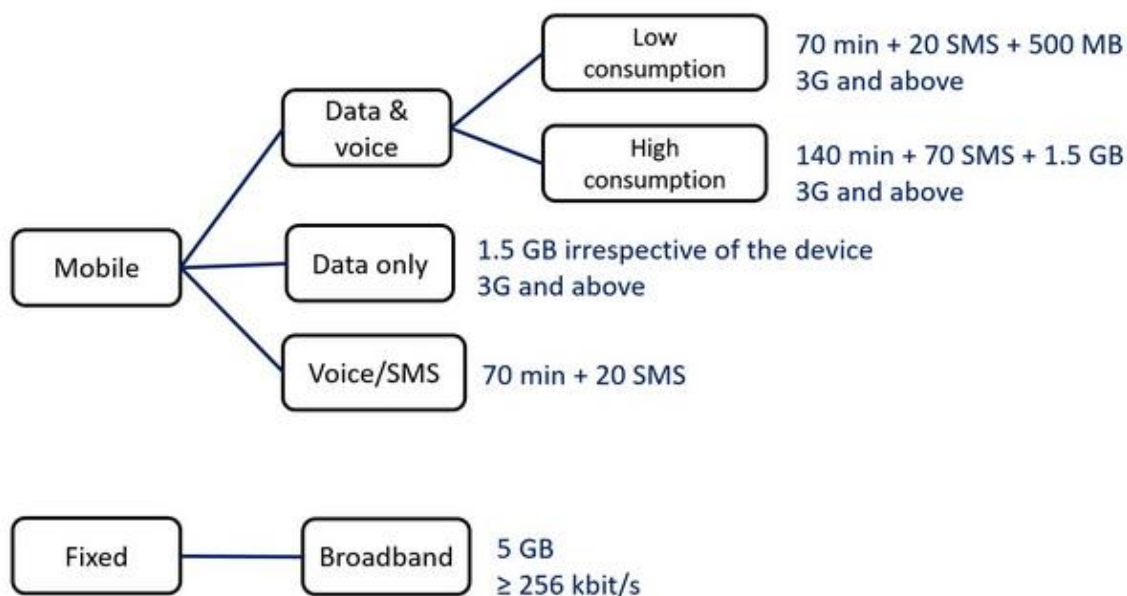 Low
consumption
70 min + 20 SMS + 500 MB
3G and above
Data &
voice
High
consumption
140 min + 70 SMS + 1.5 GB
3G and above
Mobile
Data only
1.5 GB irrespective of the device
3G and above
Voice/SMS
70 min + 20 SMS
Fixed
Broadband
5 GB
≥ 256 kbit/s